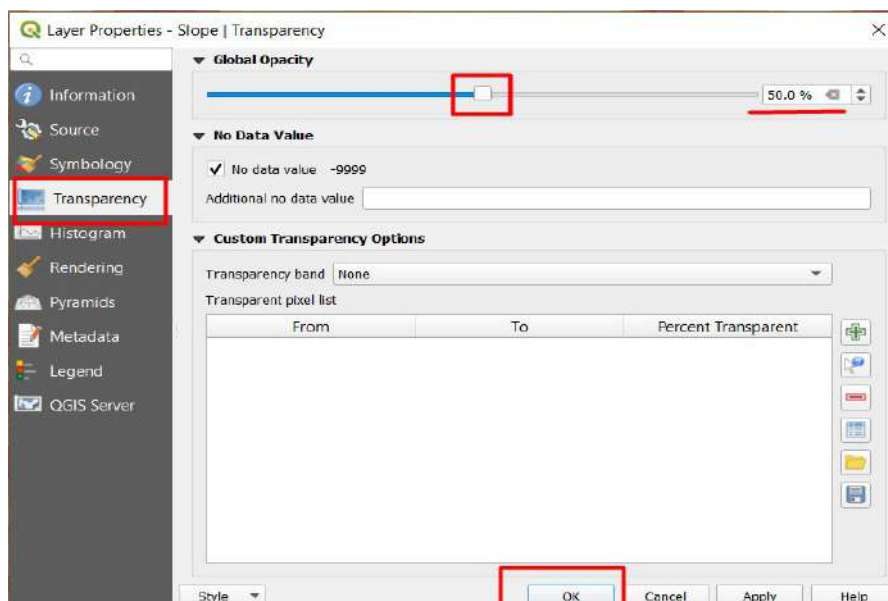 Layer Properties - Slope | Transparency
Information
Source
Symbology
Transparency
Histogram
Rendering
Pyramids
Metadata
Legend
QGIS Server
Global Opacity
50.0 %
No Data Value
No data value -9999
Additional no data value
Custom Transparency Options
Transparency band None
Transparent pixel list
From To Percent Transparent
Style OK Cancel Apply Help